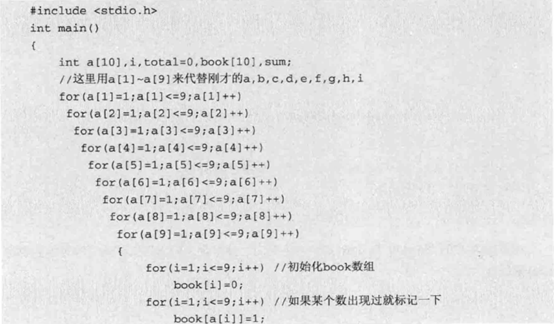 #include <stdio.h>
int main()
{
int a[10],i,total=0,book[10],sum;
//这里用a[1]~a[9]来代替刚才的a,b,c,d,e,f,g,h,i
for(a[1]=1;a[1]<=9;a[1]++)
for(a[2]=1;a[2]<=9;a[2]++)
for(a[3]=1;a[3]<=9;a[3]++)
for(a[4]=1;a[4]<=9;a[4]++)
for(a[5]=1;a[5]<=9;a[5]++)
for(a[6]=1;a[6]<=9;a[6]++)
for(a[7]=1;a[7]<=9;a[7]++)
for(a[8]=1;a[8]<=9;a[8]++)
for(a[9]=1;a[9]<=9;a[9]++)
{
for(i=1;i<=9;i++) //初始化book数组
book[i]=0;
for(i=1;i<=9;i++) //如果某个数出现过就标记一下
book[a[i]]=1;